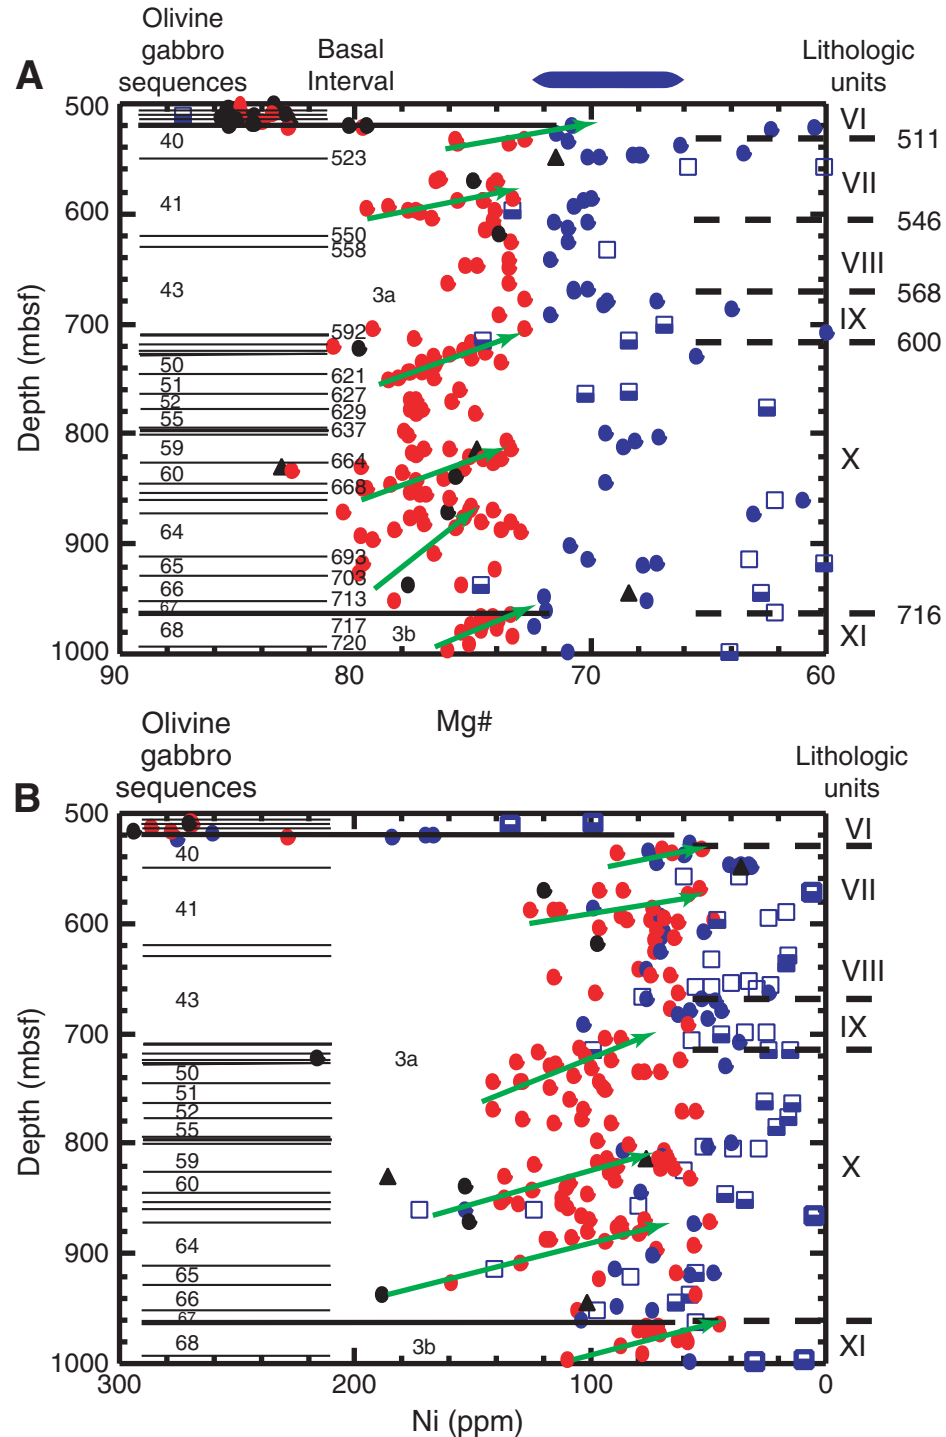 Olivine
gabbro
sequences
Basal
Interval
Lithologic
units
A
500
600
700
800
900
1000
Depth (mbsf)
40
41
43
50
51
52
55
59
60
64
65
66
67
68
523
550
558
592
621
627
629
637
664
668
693
703
713
717
720
3a
3b
VI
511
VII
546
VIII
568
IX
600
X
716
XI
90
80
70
60
Mg#
Olivine
gabbro
sequences
Lithologic
units
B
500
600
700
800
900
1000
Depth (mbsf)
40
41
43
50
51
52
55
59
60
64
65
66
67
68
3a
3b
VI
VII
VIII
IX
X
XI
300
200
100
0
Ni (ppm)